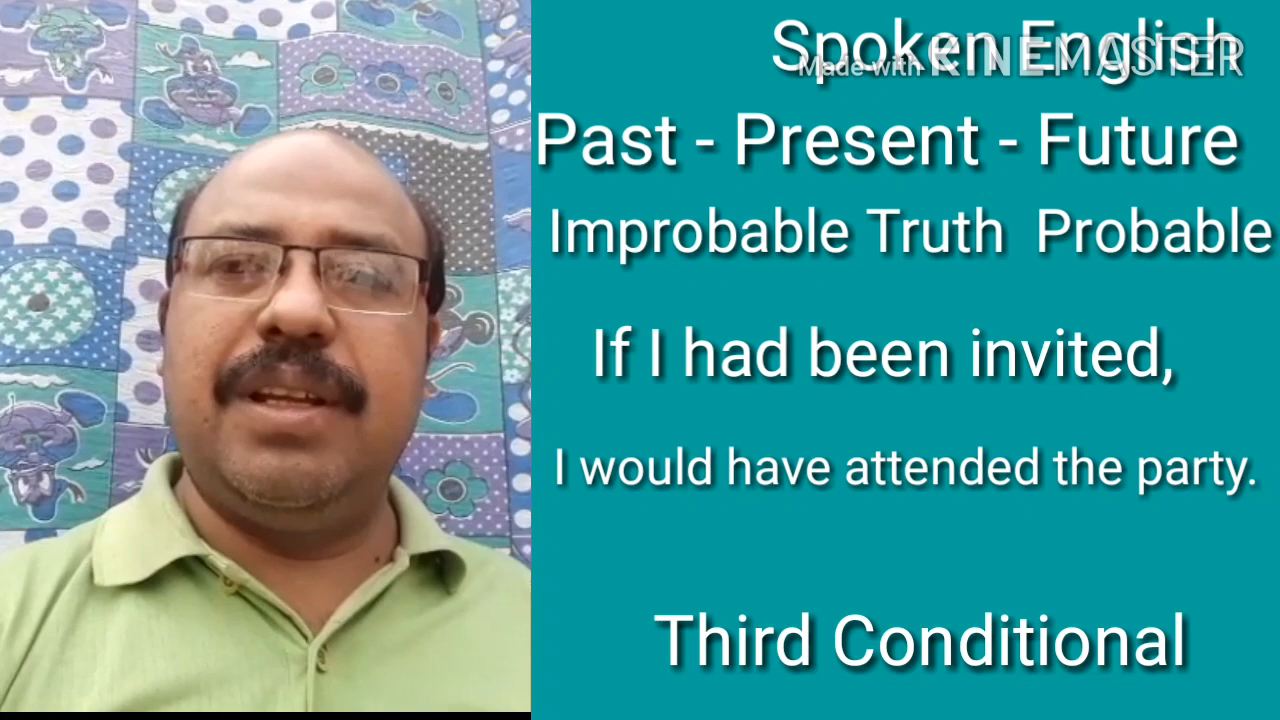 Spoken English
Made with KINEMASTER
Past - Present - Future
Improbable Truth Probable
If I had been invited,
I would have attended the party.
Third Conditional